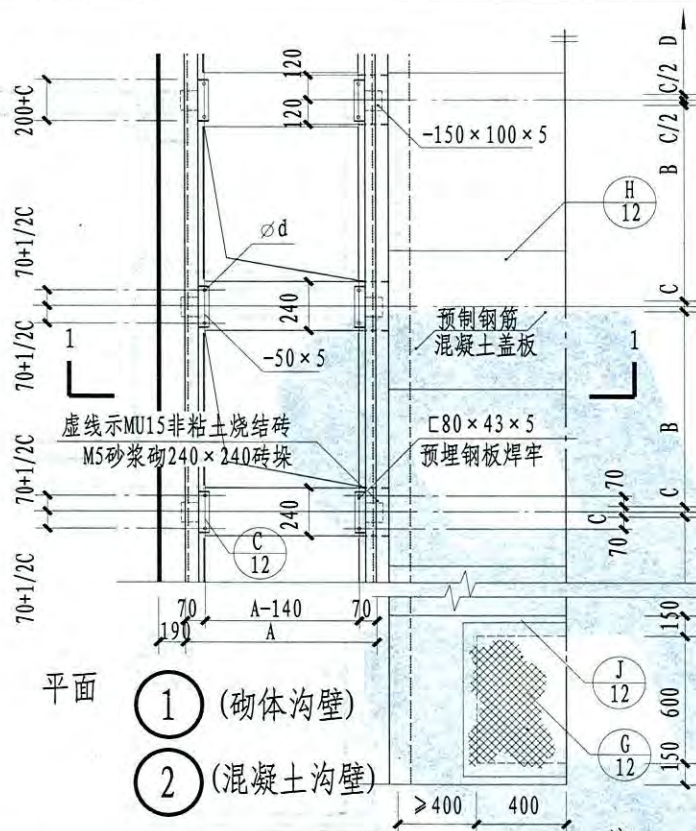 D
C/2
C/2
B
C
B
C
200+C
120
120
-150×100×5
H
12
70+1/2C
Ød
240
预制钢筋
混凝土盖板
-50×5
70+1/2C
1
1
虚线示MU15非粘土烧结砖
M5砂浆砌240×240砖垛
⊏80×43×5
预埋钢板焊牢
70+1/2C
240
70
C
70
C
12
70+1/2C
70
A-140
70
190
A
150
600
150
J
12
G
12
平面
1
(砌体沟壁)
2
(混凝土沟壁)
≥400
400